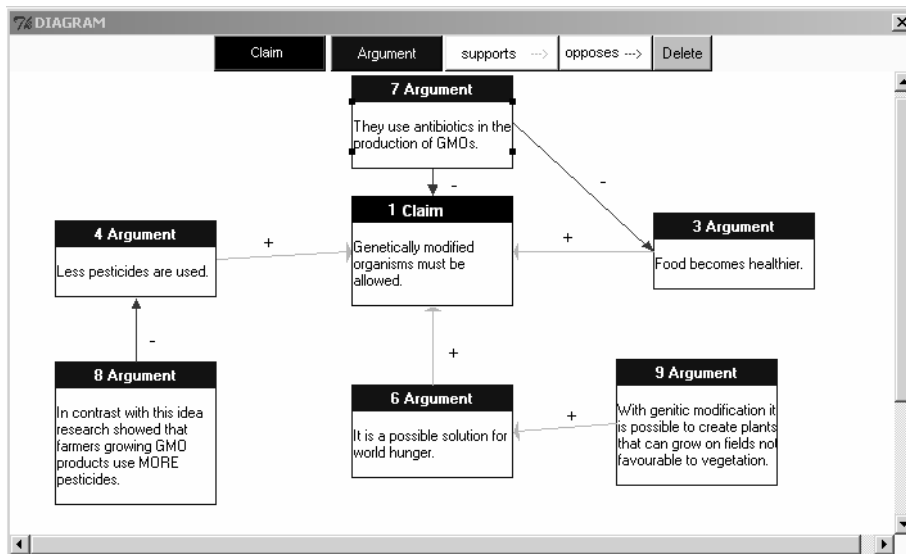 DIAGRAM
Claim
Argument
supports --->
opposes --->
Delete
7 Argument
They use antibiotics in the
production of GMOs.
-
-
1 Claim
Genetically modified
organisms must be
allowed.
4 Argument
Less pesticides are used.
+
+
3 Argument
Food becomes healthier.
-
+
8 Argument
In contrast with this idea
research showed that
farmers growing GMO
products use MORE
pesticides.
6 Argument
It is a possible solution for
world hunger.
+
9 Argument
With genitic modification it
is possible to create plants
that can grow on fields not
favourable to vegetation.